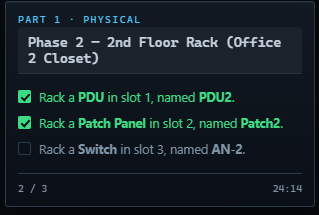 PART 1 · PHYSICAL
Phase 2 – 2nd Floor Rack (Office
2 Closet)
Rack a PDU in slot 1, named PDU2.
Rack a Patch Panel in slot 2, named Patch2.
Rack a Switch in slot 3, named AN-2.
2 / 3
24:14